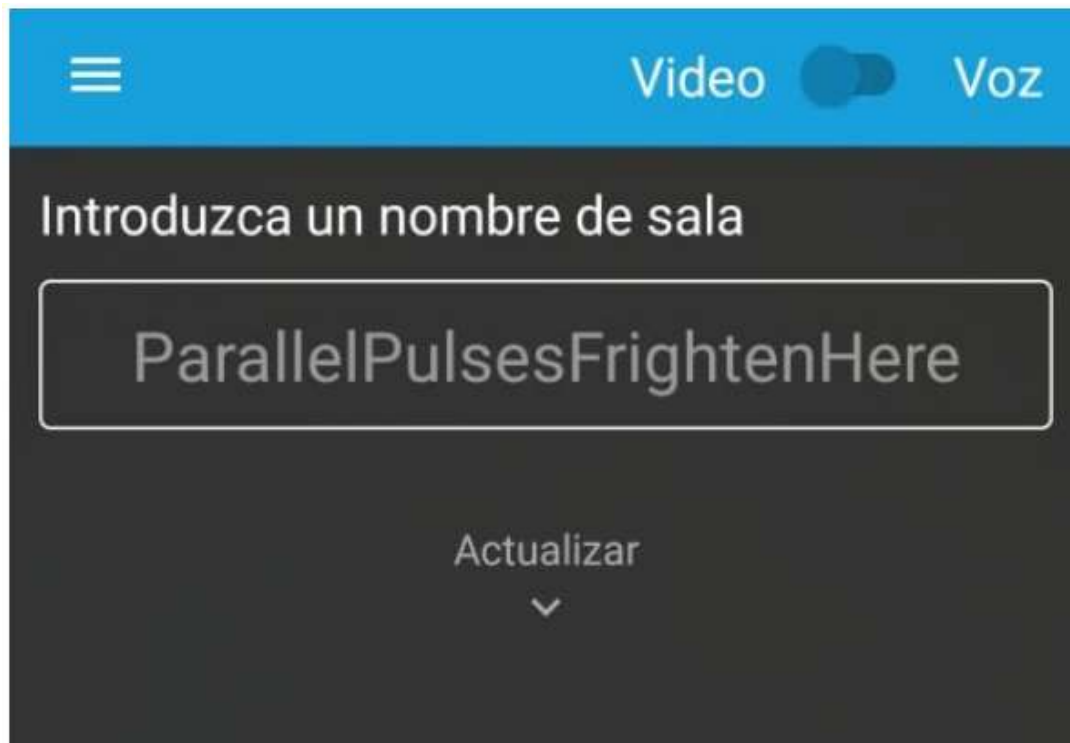 Video Voz
Introduzca un nombre de sala
ParallelPulsesFrightenHere
Actualizar